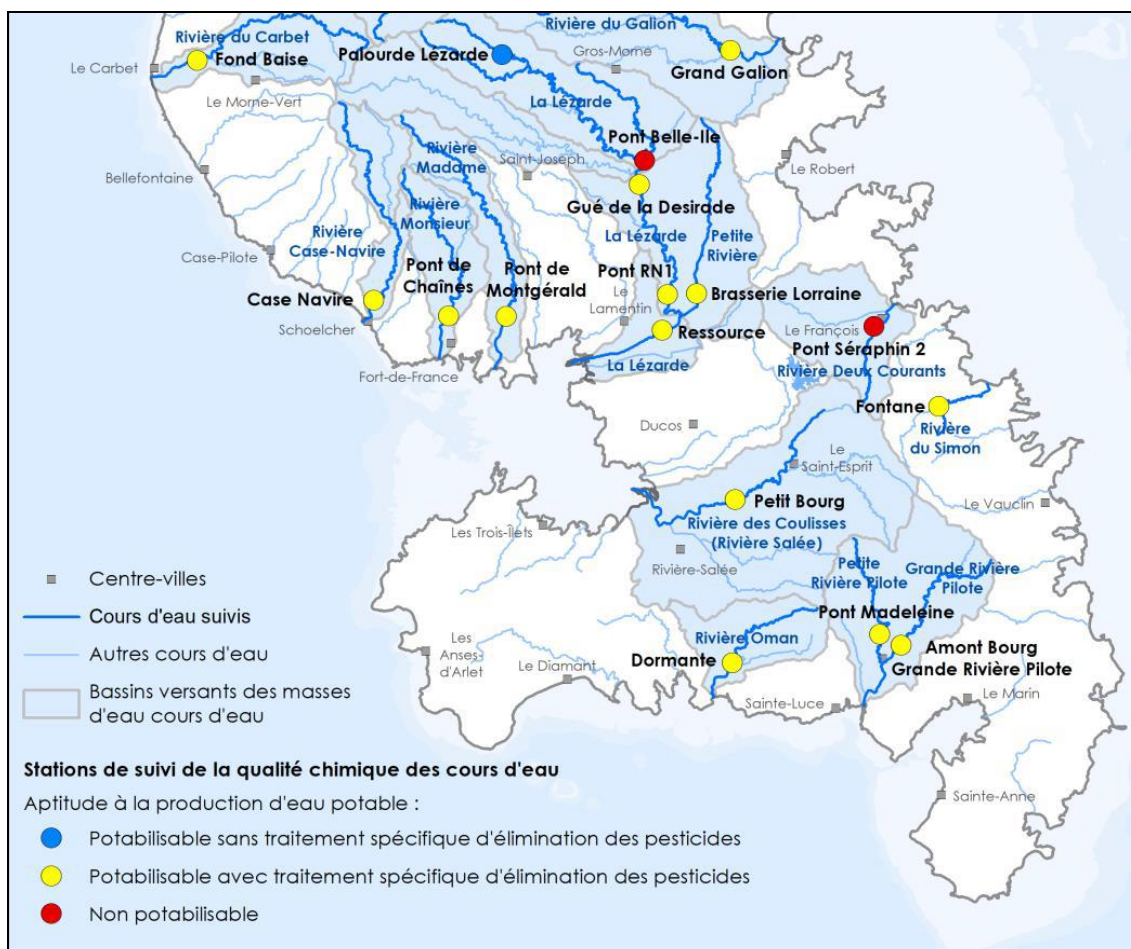 Rivière du Galion
Rivière du Carbet
Palourde Lézarde
Gros-Morne
Le Carbet
Fond Baise
Grand Galion
Le Morne-Vert
La Lézarde
Pont Belle-Ile
Rivière
Madame
Saint-Joseph
Le Robert
Bellefontaine
Rivière
Monsieur
Gué de la Desirade
Rivière
Case-Navire
La Lézarde
Petite
Rivière
Case-Pilote
Pont de
Chaînes
Pont de
Montgérald
Pont RN1
Case Navire
Le
Lamentin
Brasserie Lorraine
Schoelcher
Ressource
Le François
Pont Séraphin 2
Fort-de-France
La Lézarde
Rivière Deux Courants
Fontane
Ducos
Rivière
du Simon
Le
Saint-Esprit
Petit Bourg
Le Vauclin
Les Trois-Îlets
Rivière des Coulisses
(Rivière Salée)
Rivière-Salée
Petite
Rivière Pilote
Grande Rivière
Pilote
Pont Madeleine
Rivière Oman
Les
Anses-
d'Arlet
Le Diamant
Dormante
Amont Bourg
Grande Rivière Pilote
Sainte-Luce
Le Marin
Sainte-Anne
Centre-villes
Cours d'eau suivis
Autres cours d'eau
Bassins versants des masses
d'eau cours d'eau
Stations de suivi de la qualité chimique des cours d'eau
Aptitude à la production d'eau potable :
Potabilisable sans traitement spécifique d'élimination des pesticides
Potabilisable avec traitement spécifique d'élimination des pesticides
Non potabilisable